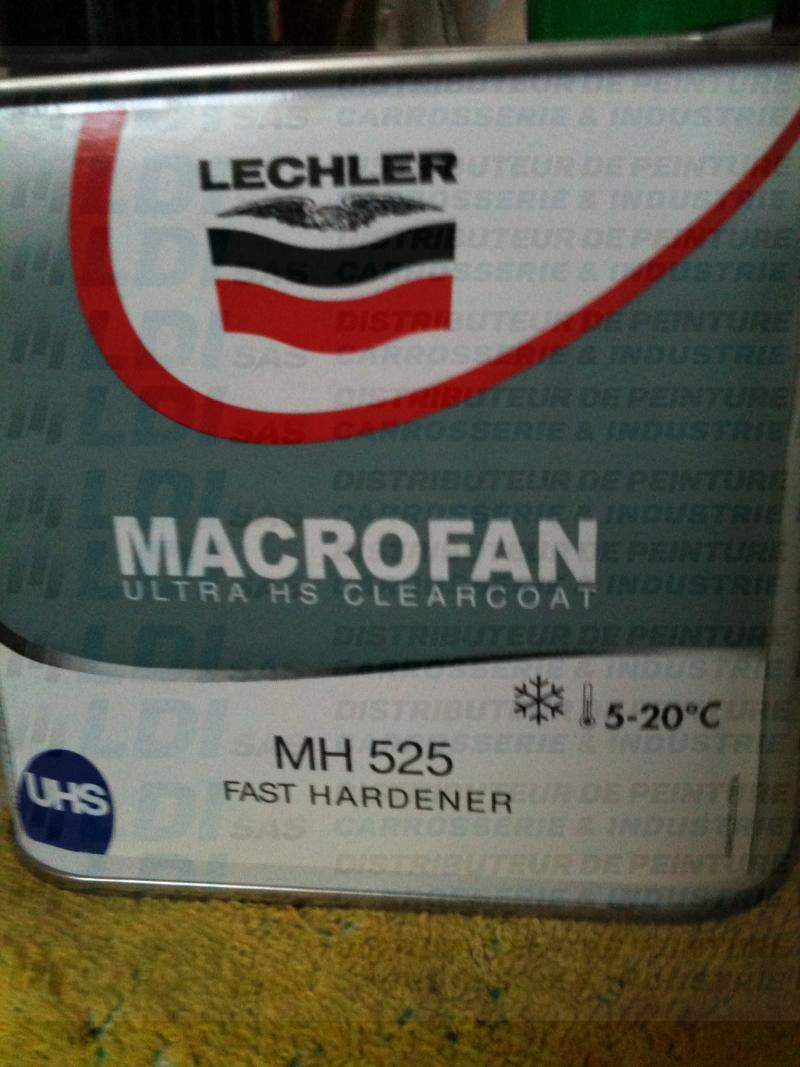 LECHLER
MACROFAN
ULTRA HS CLEARCOAT
5-20°C
MH 525
FAST HARDENER
UHS
LDI SAS DISTRIBUTEUR DE PEINTURE
CARROSSERIE & INDUSTRIE